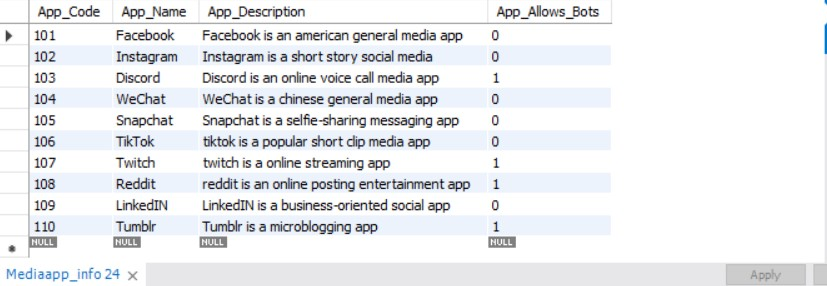 App_Code App_Name App_Description App_Allows_Bots
101 Facebook Facebook is an american general media app 0
102 Instagram Instagram is a short story social media 0
103 Discord Discord is an online voice call media app 1
104 WeChat WeChat is a chinese general media app 0
105 Snapchat Snapchat is a selfie-sharing messaging app 0
106 TikTok tiktok is a popular short clip media app 0
107 Twitch twitch is a online streaming app 1
108 Reddit reddit is an online posting entertainment app 1
109 LinkedIN LinkedIN is a business-oriented social app 0
110 Tumblr Tumblr is a microblogging app 1
NULL NULL NULL NULL
Mediaapp_info 24 Apply